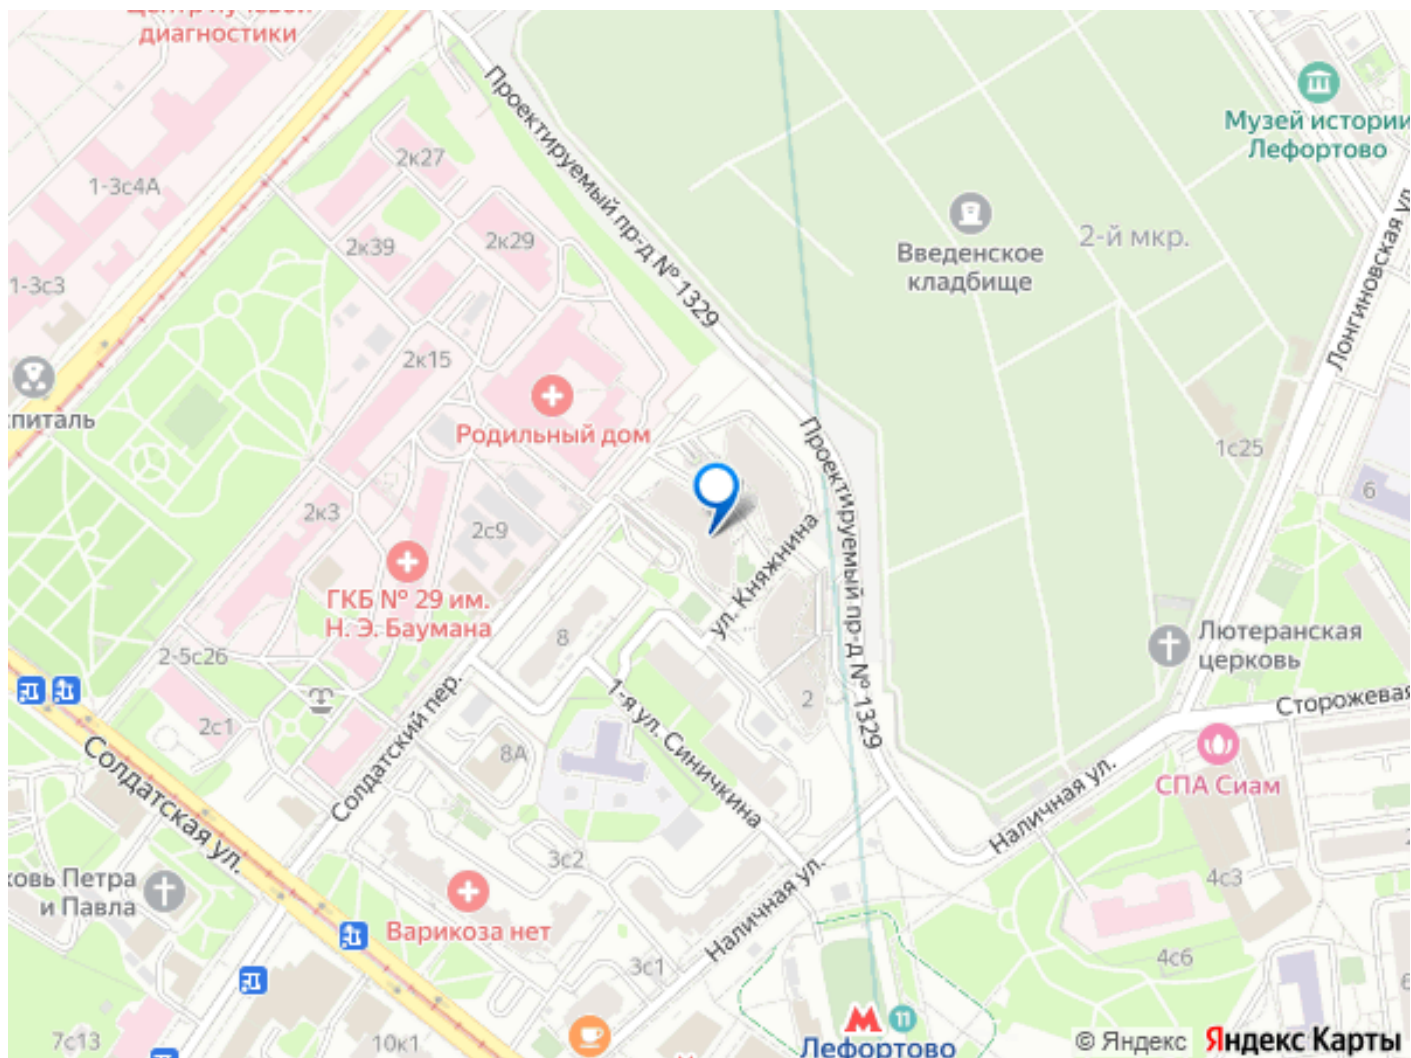 диагностики
1-3с4А
1-3с3
спиталь
2к27
2к39
2к29
2к15
Родильный дом
2к3
2с9
ГКБ № 29 им.
Н. Э. Баумана
2-5с26
2с1
Проектируемый пр-д № 1329
Введенское
кладбище
2-й мкр.
Музей истории
Лефортово
Лонгиновская ул.
1с25
6
Проектируемый пр-д № 1329
ул. Княжнина
8
1-я ул. Синичкина
2
8А
Солдатский пер.
Солдатская ул.
Лютеранская
церковь
Сторожевая
СПА Сиам
Наличная ул.
3с2
Варикоза нет
Наличная ул.
3с1
ковь Петра
и Павла
4с3
4с6
7с13
10к1
11
Лефортово
© Яндекс Яндекс Карты